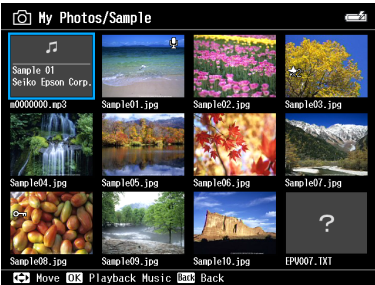 My Photos/Sample
Sample 01
Seiko Epson Corp.
m0000000.mp3
Sample01.jpg
Sample02.jpg
Sample03.jpg
Sample04.jpg
Sample05.jpg
Sample06.jpg
Sample07.jpg
Sample08.jpg
Sample09.jpg
Sample10.jpg
?
EPV007.TXT
Move OK Playback Music Back Back